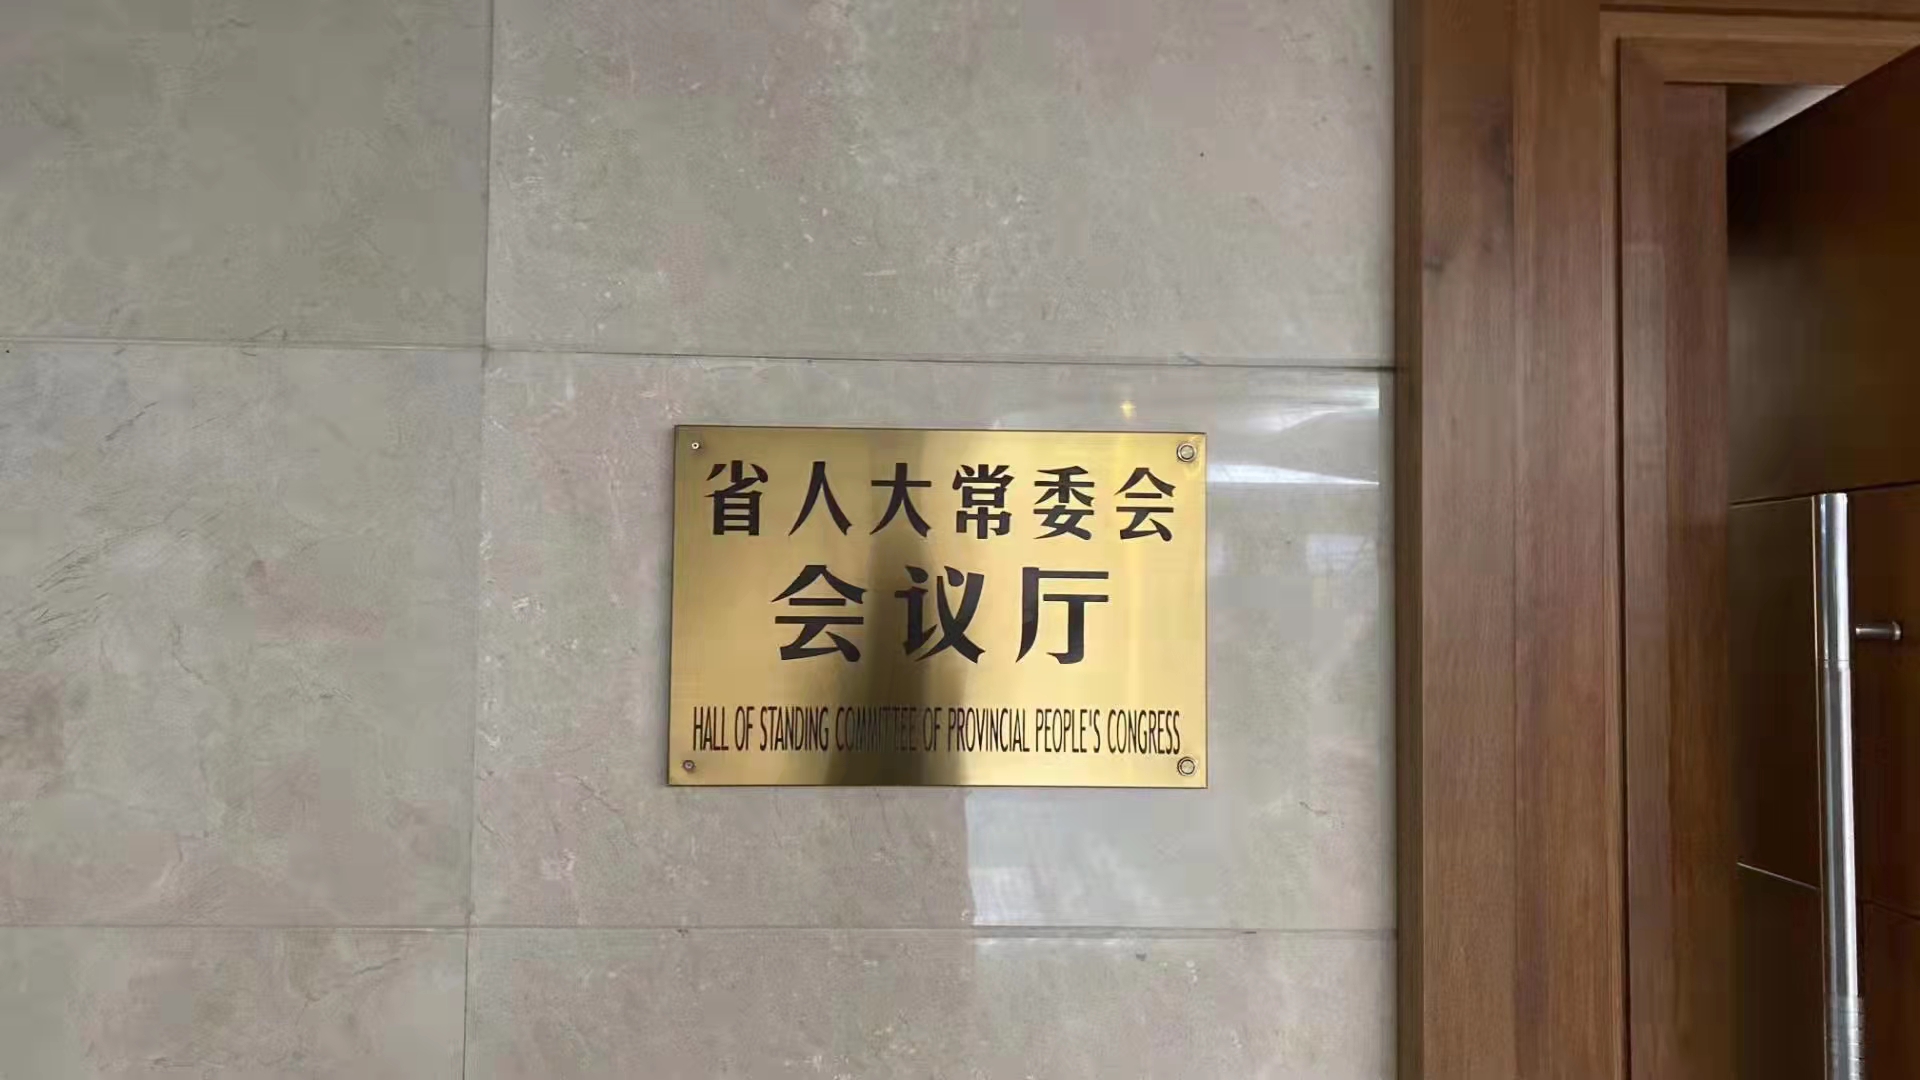 省人大常委会
会议厅
HALL OF STANDING COMMITTEE OF PROVINCIAL PEOPLE'S CONGRESS